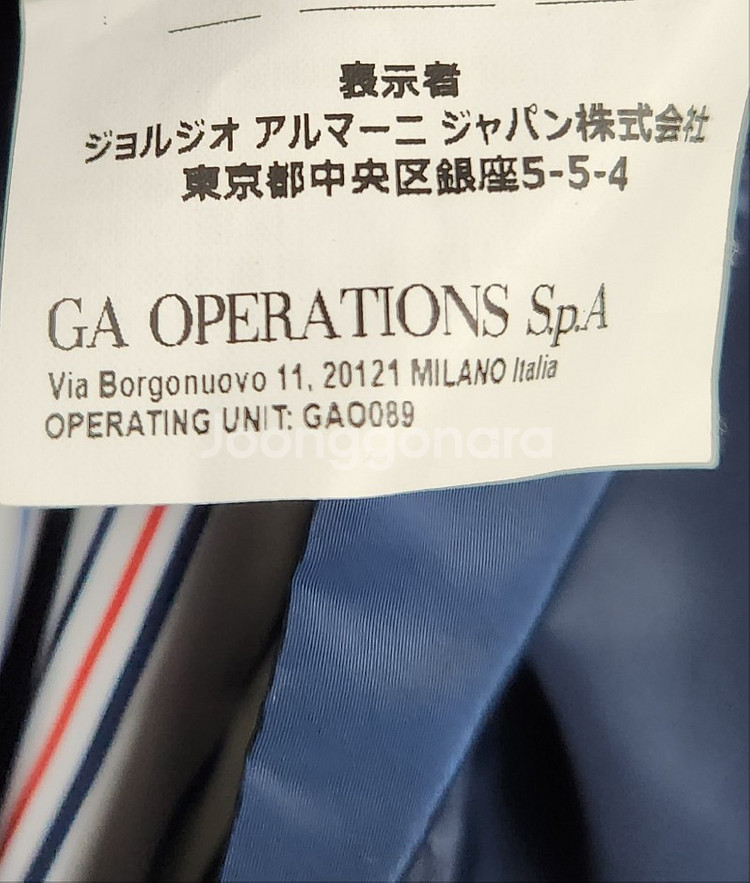 表示者
ジョルジオ アルマーニ ジャパン株式会社
東京都中央区銀座5-5-4
GA OPERATIONS S.p.A
Via Borgonuovo 11, 20121 MILANO Italia
OPERATING UNIT: GAO089
Joonggonara